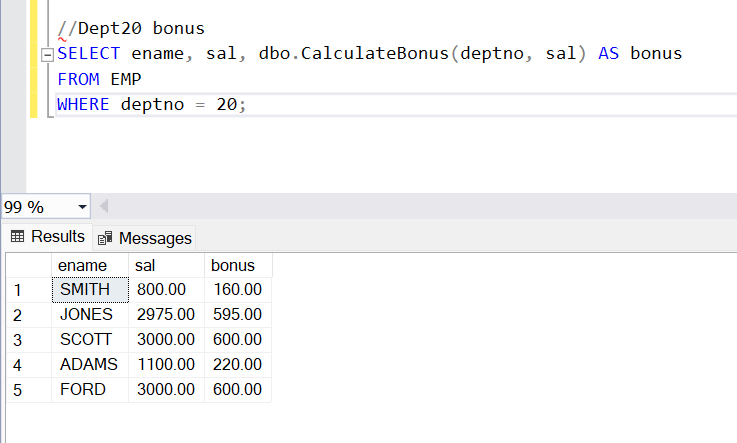 //Dept20 bonus
SELECT ename, sal, dbo.CalculateBonus(deptno, sal) AS bonus
FROM EMP
WHERE deptno = 20;
99 %
Results Messages
ename sal bonus
1 SMITH 800.00 160.00
2 JONES 2975.00 595.00
3 SCOTT 3000.00 600.00
4 ADAMS 1100.00 220.00
5 FORD 3000.00 600.00